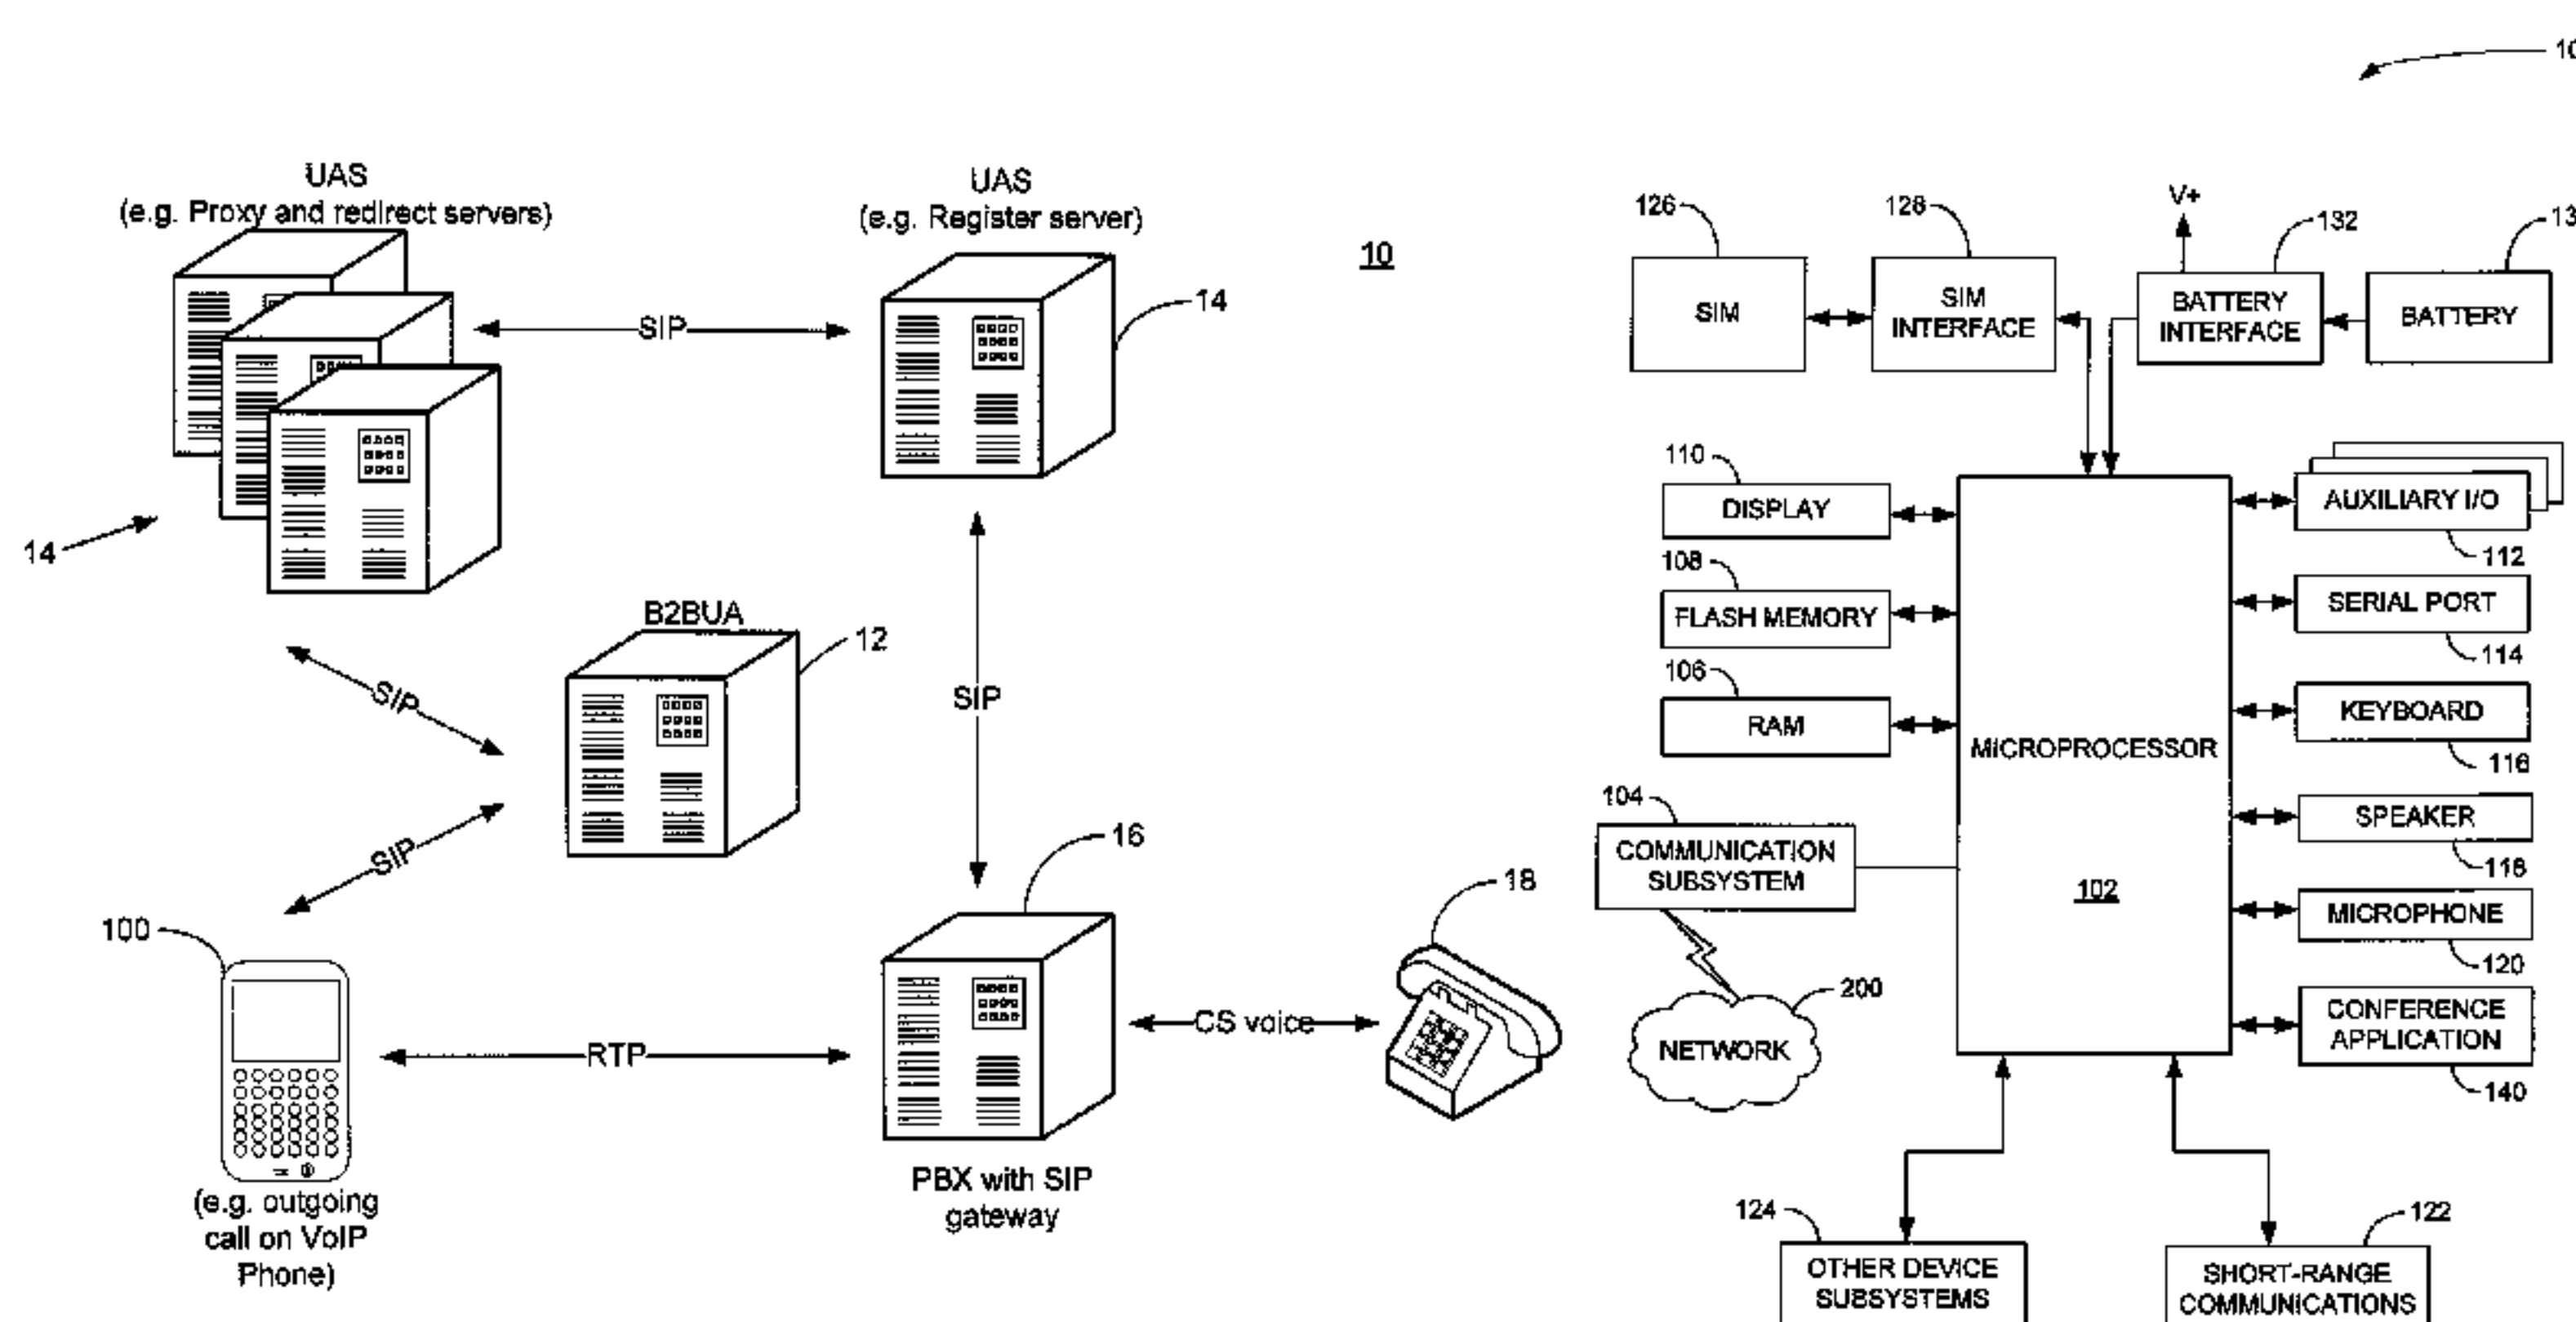 UAS
(e.g. Proxy and redirect servers)
14
SIP
UAS
(e.g. Register server)
14
10
SIP
B2BUA
12
SIP
SIP
100
(e.g. outgoing
call on VoIP
Phone)
RTP
16
PBX with SIP
gateway
CS voice
18
126
SIM
128
SIM
INTERFACE
V+
132
BATTERY
INTERFACE
BATTERY
110
DISPLAY
108
FLASH MEMORY
106
RAM
104
COMMUNICATION
SUBSYSTEM
200
NETWORK
MICROPROCESSOR
102
AUXILIARY I/O
112
SERIAL PORT
114
KEYBOARD
116
SPEAKER
118
MICROPHONE
120
CONFERENCE
APPLICATION
140
124
OTHER DEVICE
SUBSYSTEMS
122
SHORT-RANGE
COMMUNICATIONS